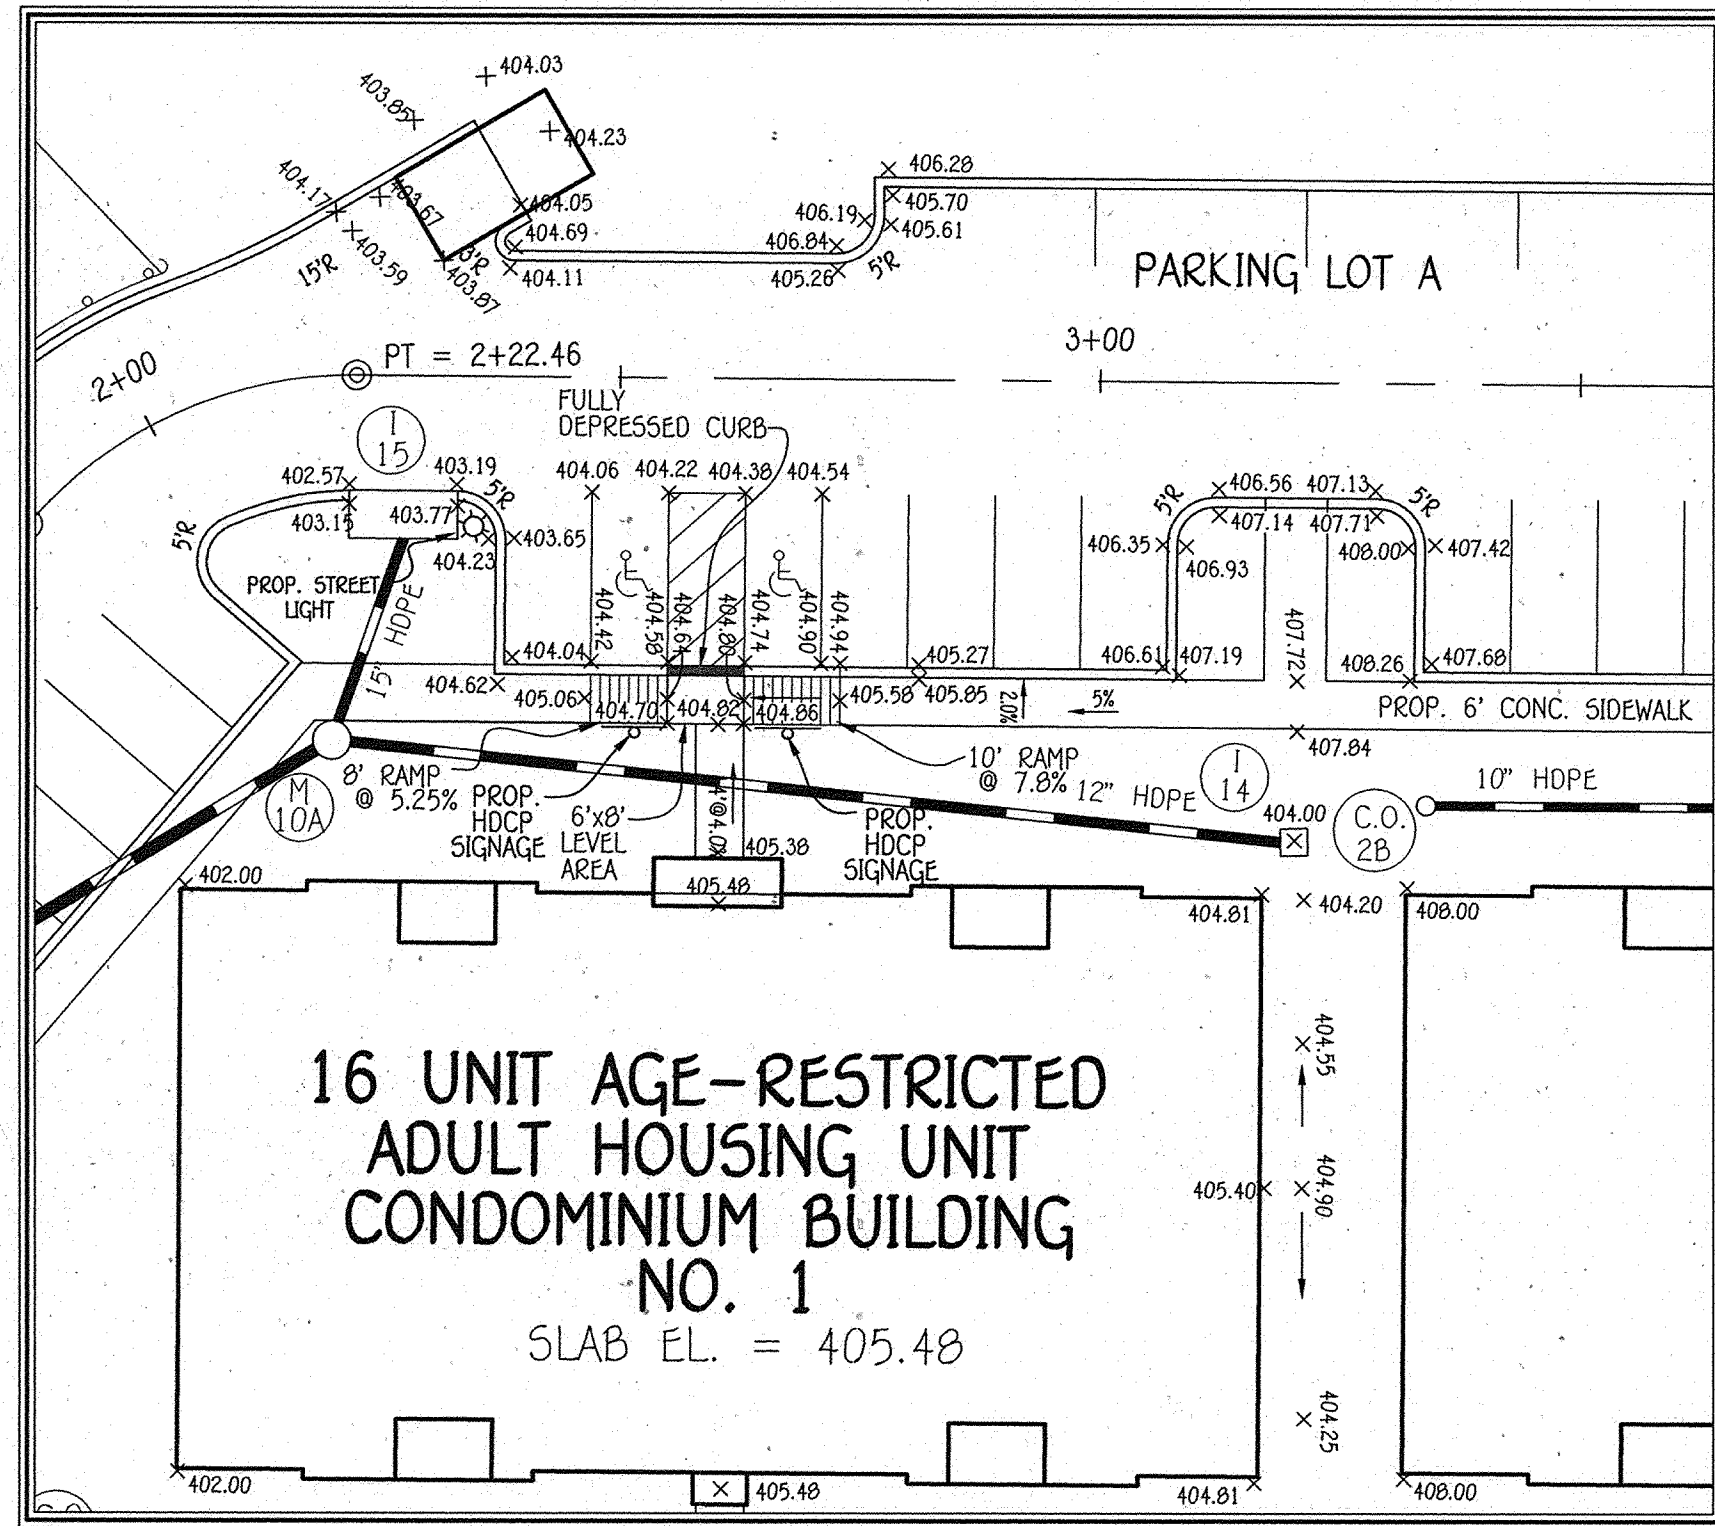 404.03
403.85
404.23
404.17
403.67
404.05
404.69
403.59
15'R
3'R
403.87
404.11
406.28
405.70
406.19
405.61
406.84
405.26
5'R
PARKING LOT A
2+00
PT = 2+22.46
3+00
FULLY
DEPRESSED CURB
I
15
402.57
403.19
5'R
404.06
404.22
404.38
404.54
403.15
403.77
5'R
403.65
404.23
PROP. STREET
LIGHT
15" HDPE
404.42
404.58
404.64
404.80
404.74
404.90
404.94
404.04
404.62
405.06
404.70
404.82
404.86
405.58
405.27
405.85
2.0%
5%
5'R
406.56
407.13
5'R
407.14
407.71
406.35
406.93
408.00
407.42
406.61
407.19
407.72
408.26
407.68
PROP. 6' CONC. SIDEWALK
407.84
M
10A
8' RAMP
@ 5.25%
PROP.
HDCP
SIGNAGE
6'x8'
LEVEL
AREA
405.38
PROP.
HDCP
SIGNAGE
10' RAMP
@ 7.8%
12" HDPE
I
14
404.00
C.O.
2B
10" HDPE
402.00
405.48
404.81
404.20
408.00
16 UNIT AGE-RESTRICTED
ADULT HOUSING UNIT
CONDOMINIUM BUILDING
NO. 1
SLAB EL. = 405.48
404.55
405.40
404.90
404.25
402.00
405.48
404.81
408.00